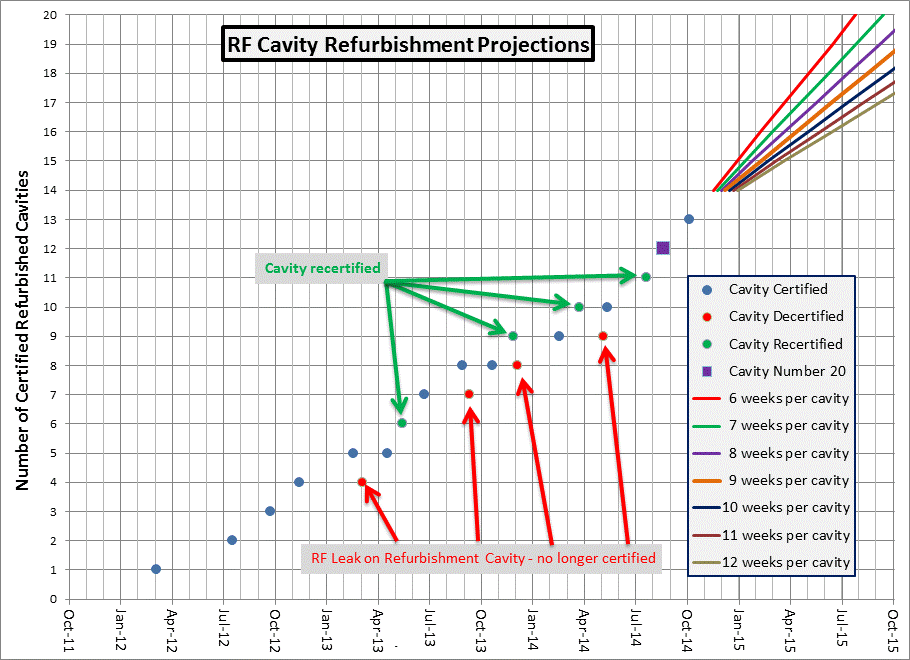 RF Cavity Refurbishment Projections
Number of Certified Refurbished Cavities
20
19
18
17
16
15
14
13
12
11
10
9
8
7
6
5
4
3
2
1
0
Cavity recertified
RF Leak on Refurbishment Cavity - no longer certified
Cavity Certified
Cavity Decertified
Cavity Recertified
Cavity Number 20
6 weeks per cavity
7 weeks per cavity
8 weeks per cavity
9 weeks per cavity
10 weeks per cavity
11 weeks per cavity
12 weeks per cavity
Oct-11
Jan-12
Apr-12
Jul-12
Oct-12
Jan-13
Apr-13
Jul-13
Oct-13
Jan-14
Apr-14
Jul-14
Oct-14
Jan-15
Apr-15
Jul-15
Oct-15